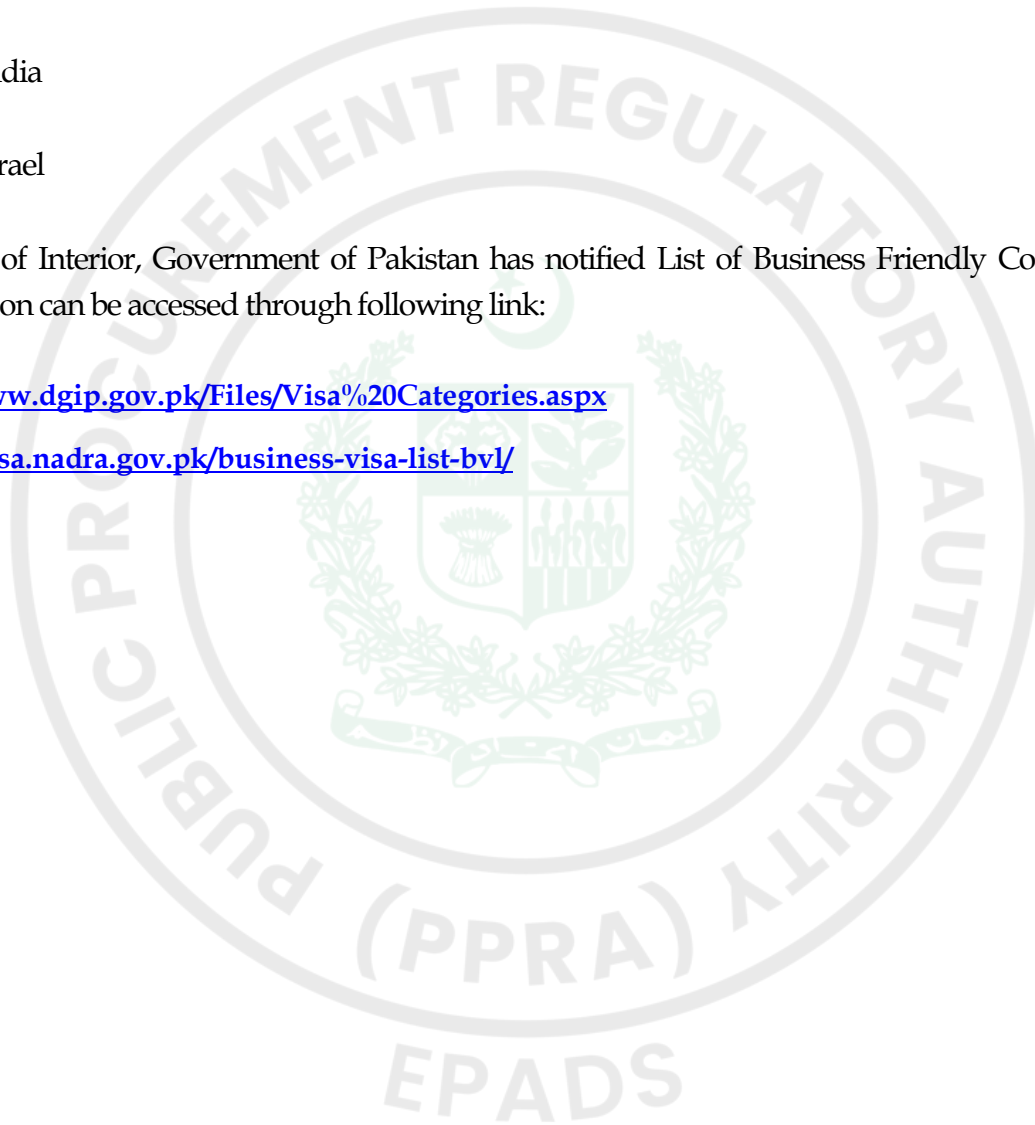 dia
rael
of Interior, Government of Pakistan has notified List of Business Friendly Co
on can be accessed through following link:
ww.dgip.gov.pk/Files/Visa%20Categories.aspx
sa.nadra.gov.pk/business-visa-list-bvl/
PUBLIC PROCUREMENT REGULATORY AUTHORITY
(PPRA)
EPADS